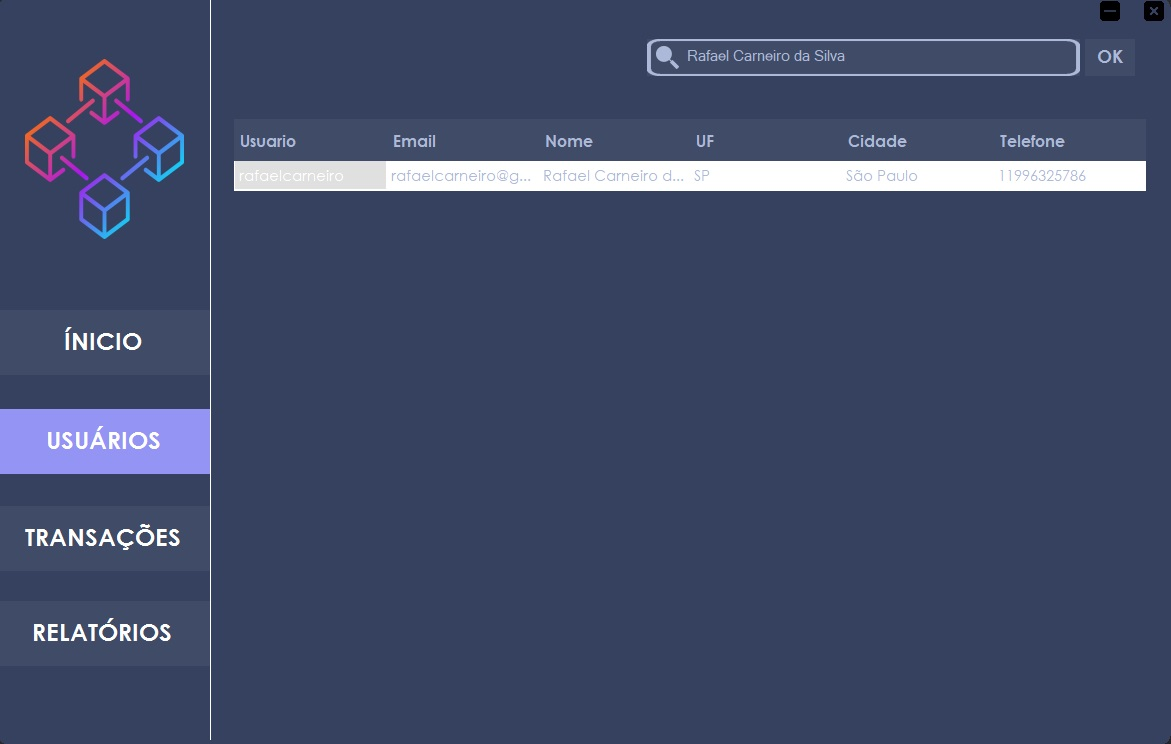 Rafael Carneiro da Silva
OK
Usuario Email Nome UF Cidade Telefone
rafaelcarneiro rafaelcarneiro@g... Rafael Carneiro d... SP São Paulo 11996325786
ÍNICIO
USUÁRIOS
TRANSAÇÕES
RELATÓRIOS